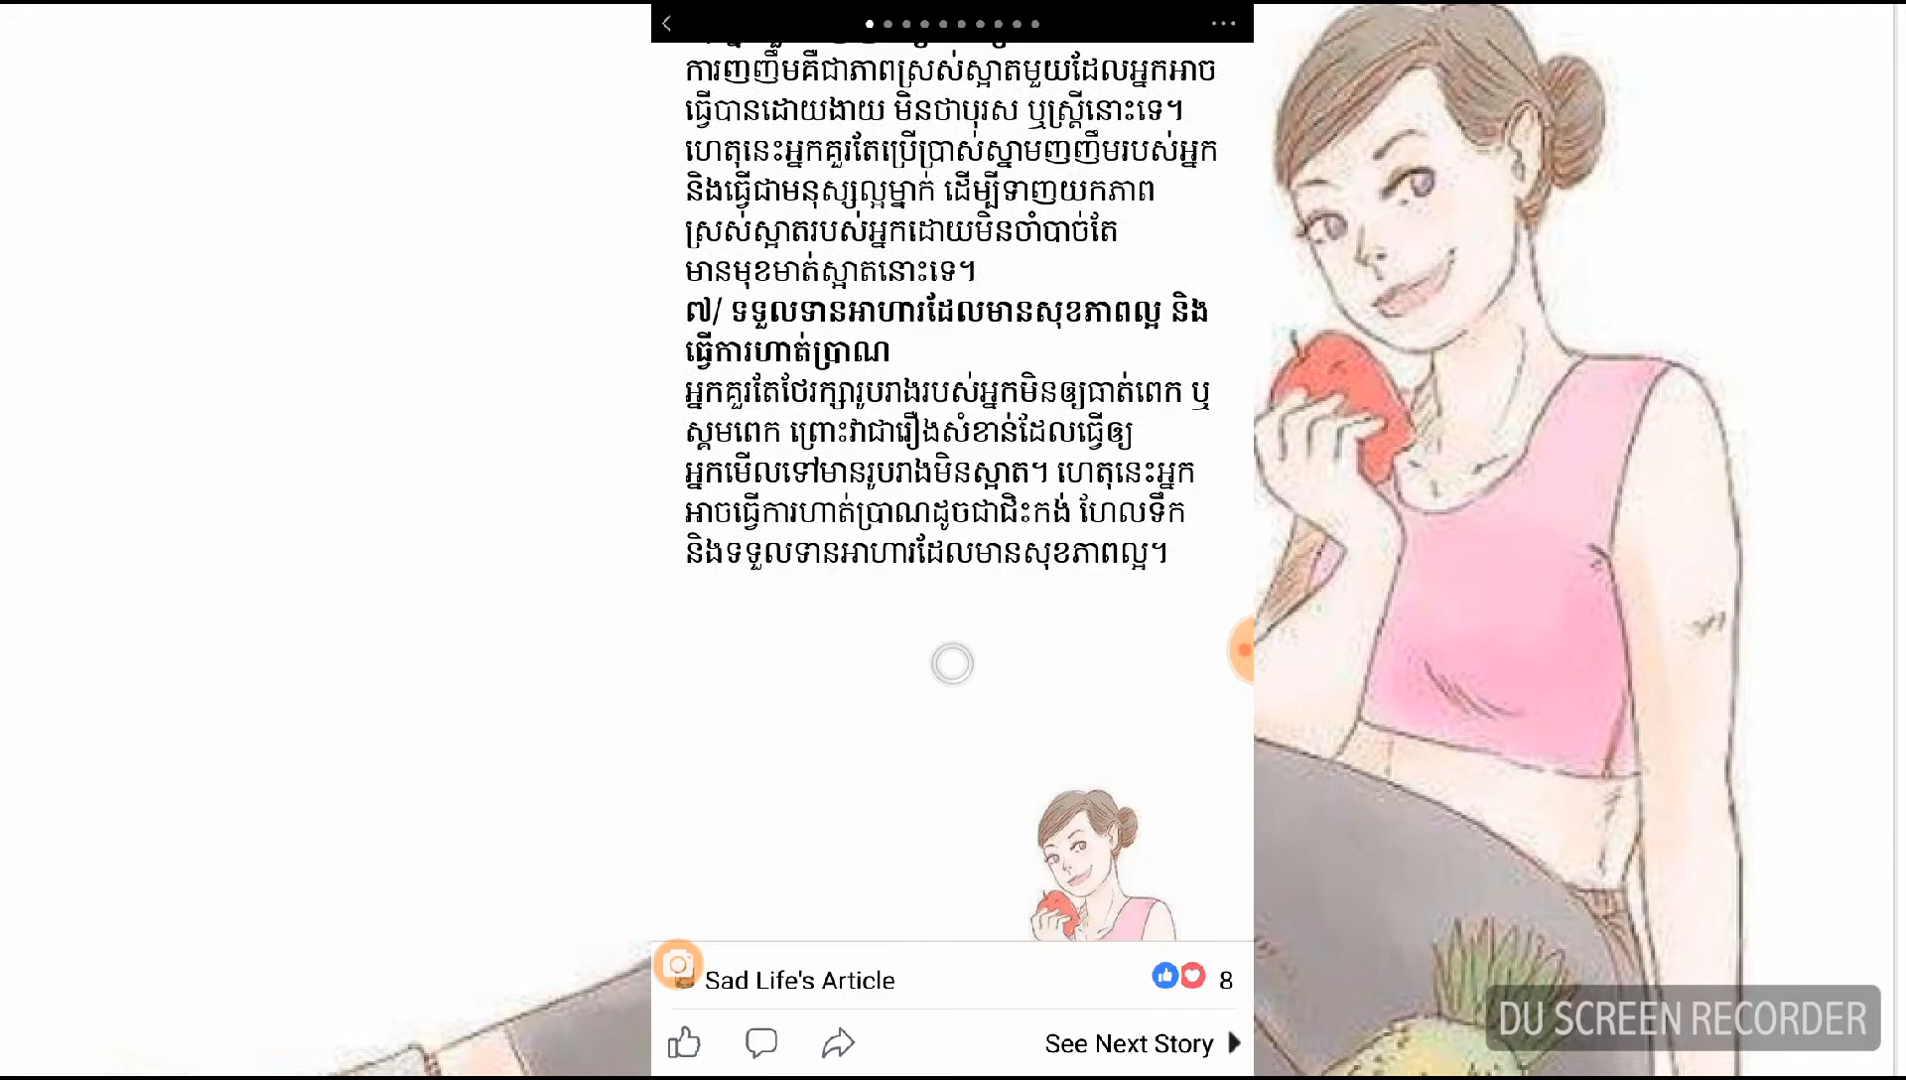 ការញញឹមគឺជាភាពស្រស់ស្អាតមួយដែលអ្នកអាច
ធ្វើបានដោយងាយ មិនថាបុរស ឬស្ត្រីនោះទេ។
ហេតុនេះអ្នកគួរតែប្រើប្រាស់ស្នាមញញឹមរបស់អ្នក
និងធ្វើជាមនុស្សល្អម្នាក់ ដើម្បីទាញយកភាព
ស្រស់ស្អាតរបស់អ្នកដោយមិនចាំបាច់តែ
មានមុខមាត់ស្អាតនោះទេ។
៧/ ទទួលទានអាហារដែលមានសុខភាពល្អ និង
ធ្វើការហាត់ប្រាណ
អ្នកគួរតែថែរក្សារូបរាងរបស់អ្នកមិនឲ្យធាត់ពេក ឬ
ស្គមពេក ព្រោះវាជារឿងសំខាន់ដែលធ្វើឲ្យ
អ្នកមើលទៅមានរូបរាងមិនស្អាត។ ហេតុនេះអ្នក
អាចធ្វើការហាត់ប្រាណដូចជាជិះកង់ ហែលទឹក
និងទទួលទានអាហារដែលមានសុខភាពល្អ។
Sad Life's Article
8
See Next Story
DU SCREEN RECORDER